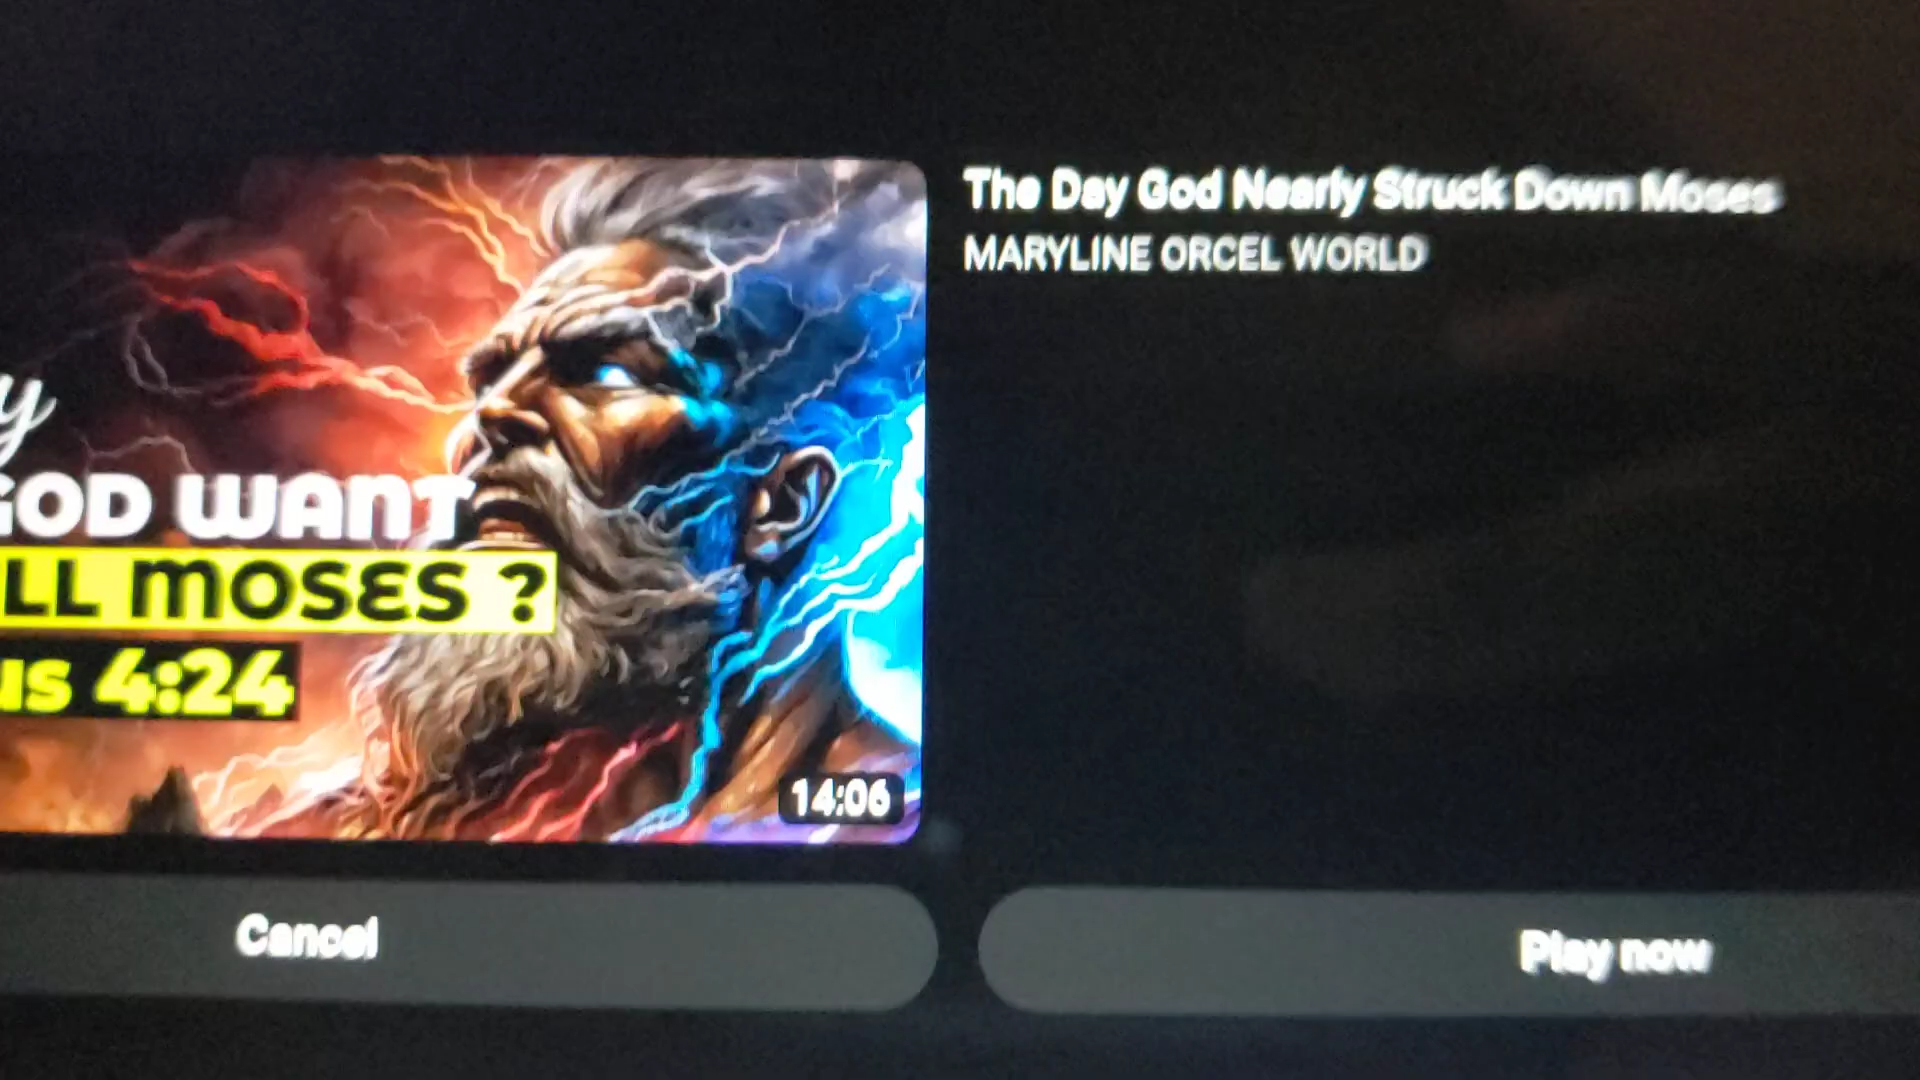 The Day God Nearly Struck Down Moses
MARYLINE ORCEL WORLD
y
GOD WANT
LL MOSES ?
us 4:24
14:06
Cancel
Play now